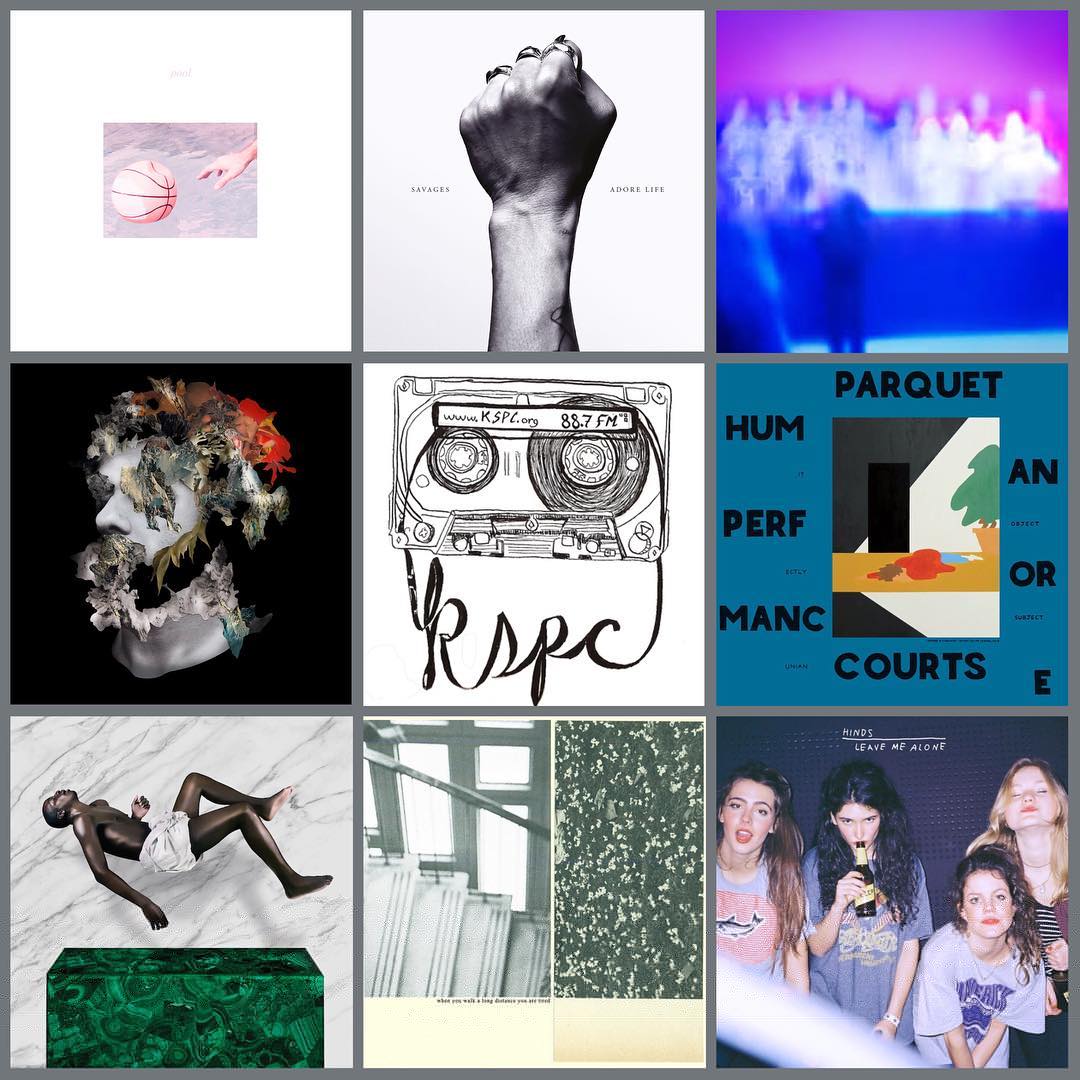 pool
SAVAGES
ADORE LIFE
www.KSPC.org 88.7 FM
kspc
PARQUET
HUM
IT
AN
PERF
OBJECT
ECTLY
OR
MANC
SUBJECT
UNIAN
COURTS
E
when you walk a long distance you are tired
HINDS
LEAVE ME ALONE